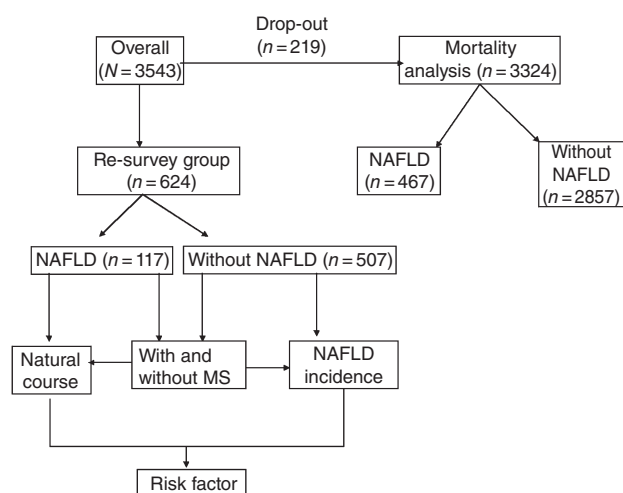 Drop-out
(n = 219)
Overall
(N = 3543)
Mortality
analysis (n = 3324)
NAFLD
(n = 467)
Without
NAFLD
(n = 2857)
Re-survey group
(n = 624)
NAFLD (n = 117)
Without NAFLD (n = 507)
Natural
course
With and
without MS
NAFLD
incidence
Risk factor